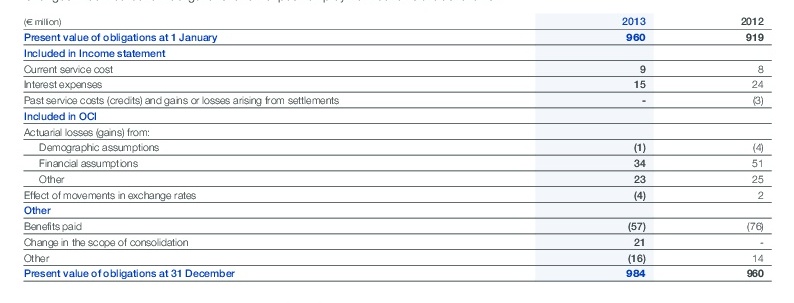 (€ million) 2013 2012
Present value of obligations at 1 January 960 919
Included in Income statement
Current service cost 9 8
Interest expenses 15 24
Past service costs (credits) and gains or losses arising from settlements - (3)
Included in OCI
Actuarial losses (gains) from:
Demographic assumptions (1) (4)
Financial assumptions 34 51
Other 23 25
Effect of movements in exchange rates (4) 2
Other
Benefits paid (57) (76)
Change in the scope of consolidation 21 -
Other (16) 14
Present value of obligations at 31 December 984 960